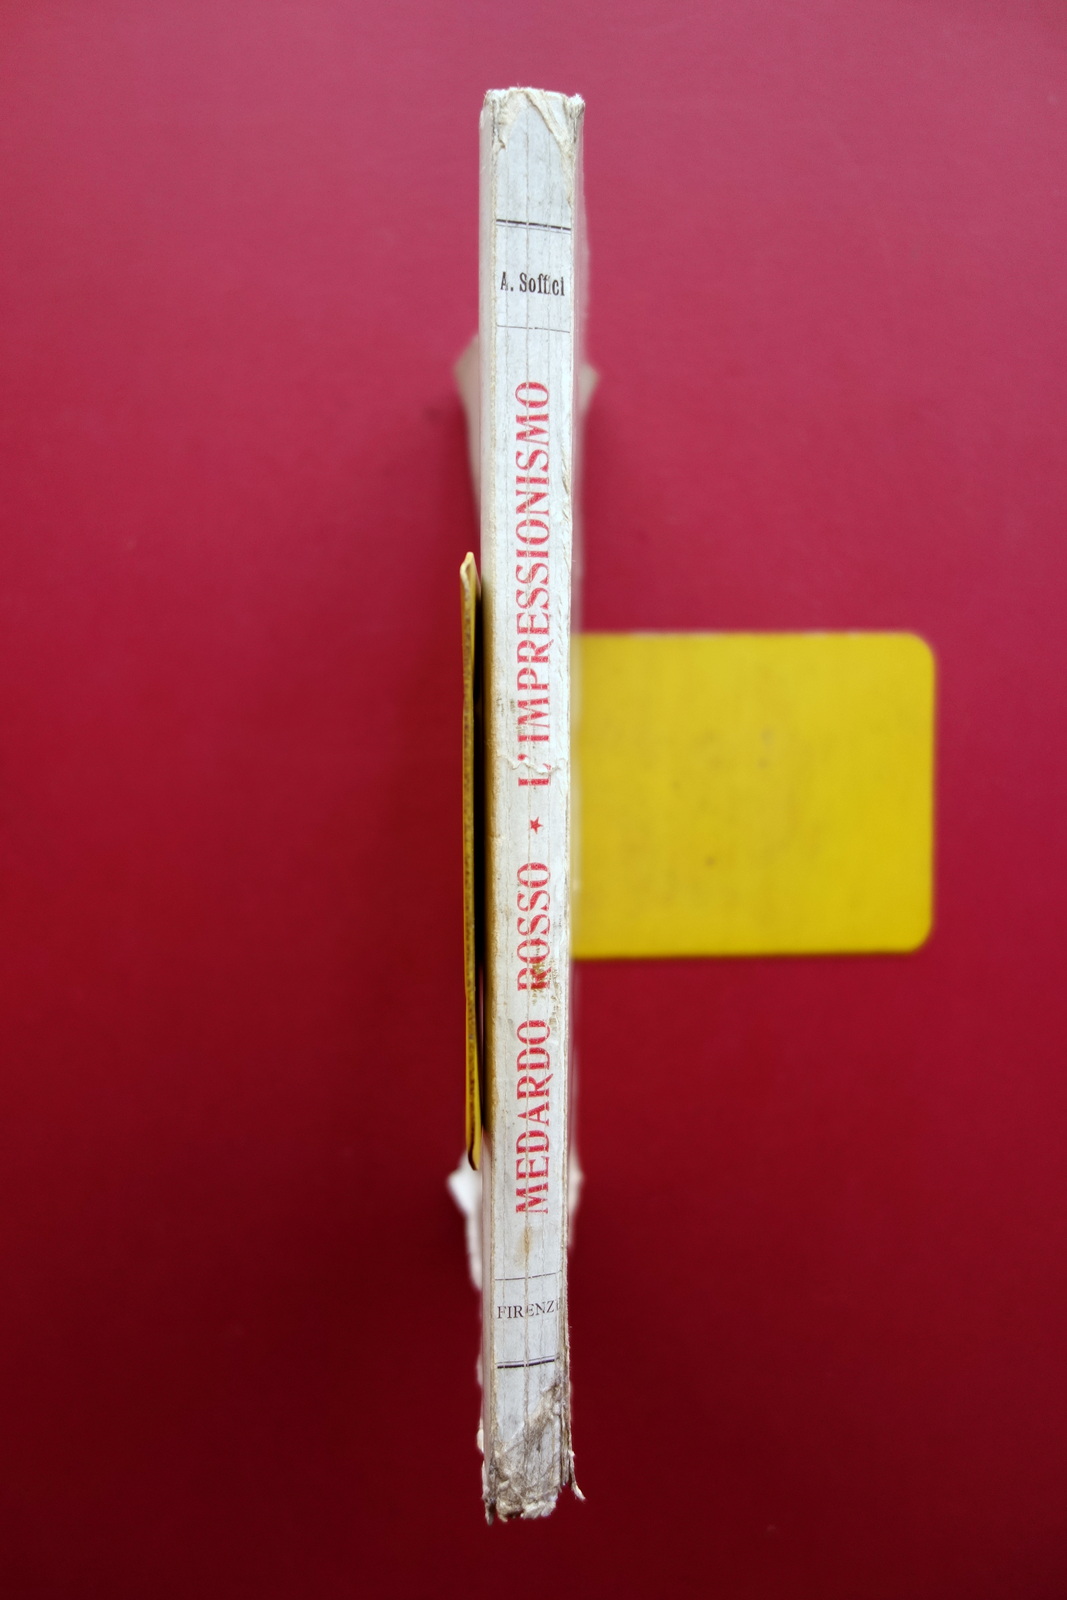 A. Soffici
MEDARDO ROSSO ★ L'IMPRESSIONISMO
FIRENZE